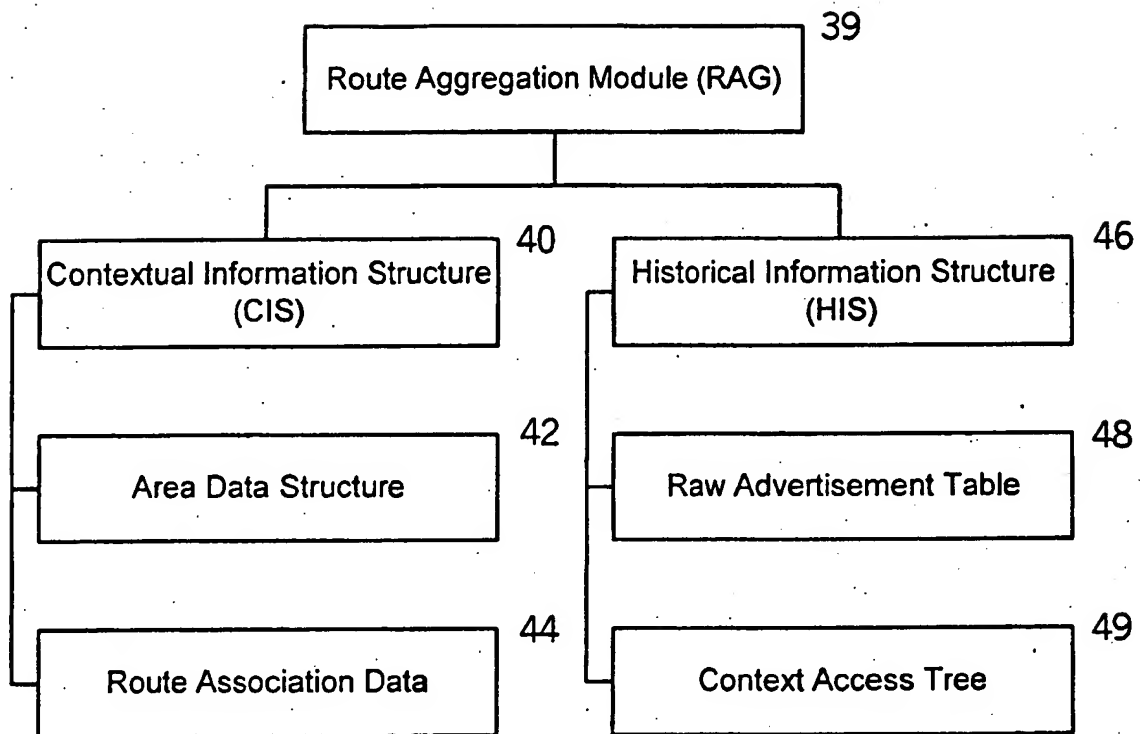 39
Route Aggregation Module (RAG)
40
Contextual Information Structure
(CIS)
46
Historical Information Structure
(HIS)
42
Area Data Structure
48
Raw Advertisement Table
44
Route Association Data
49
Context Access Tree